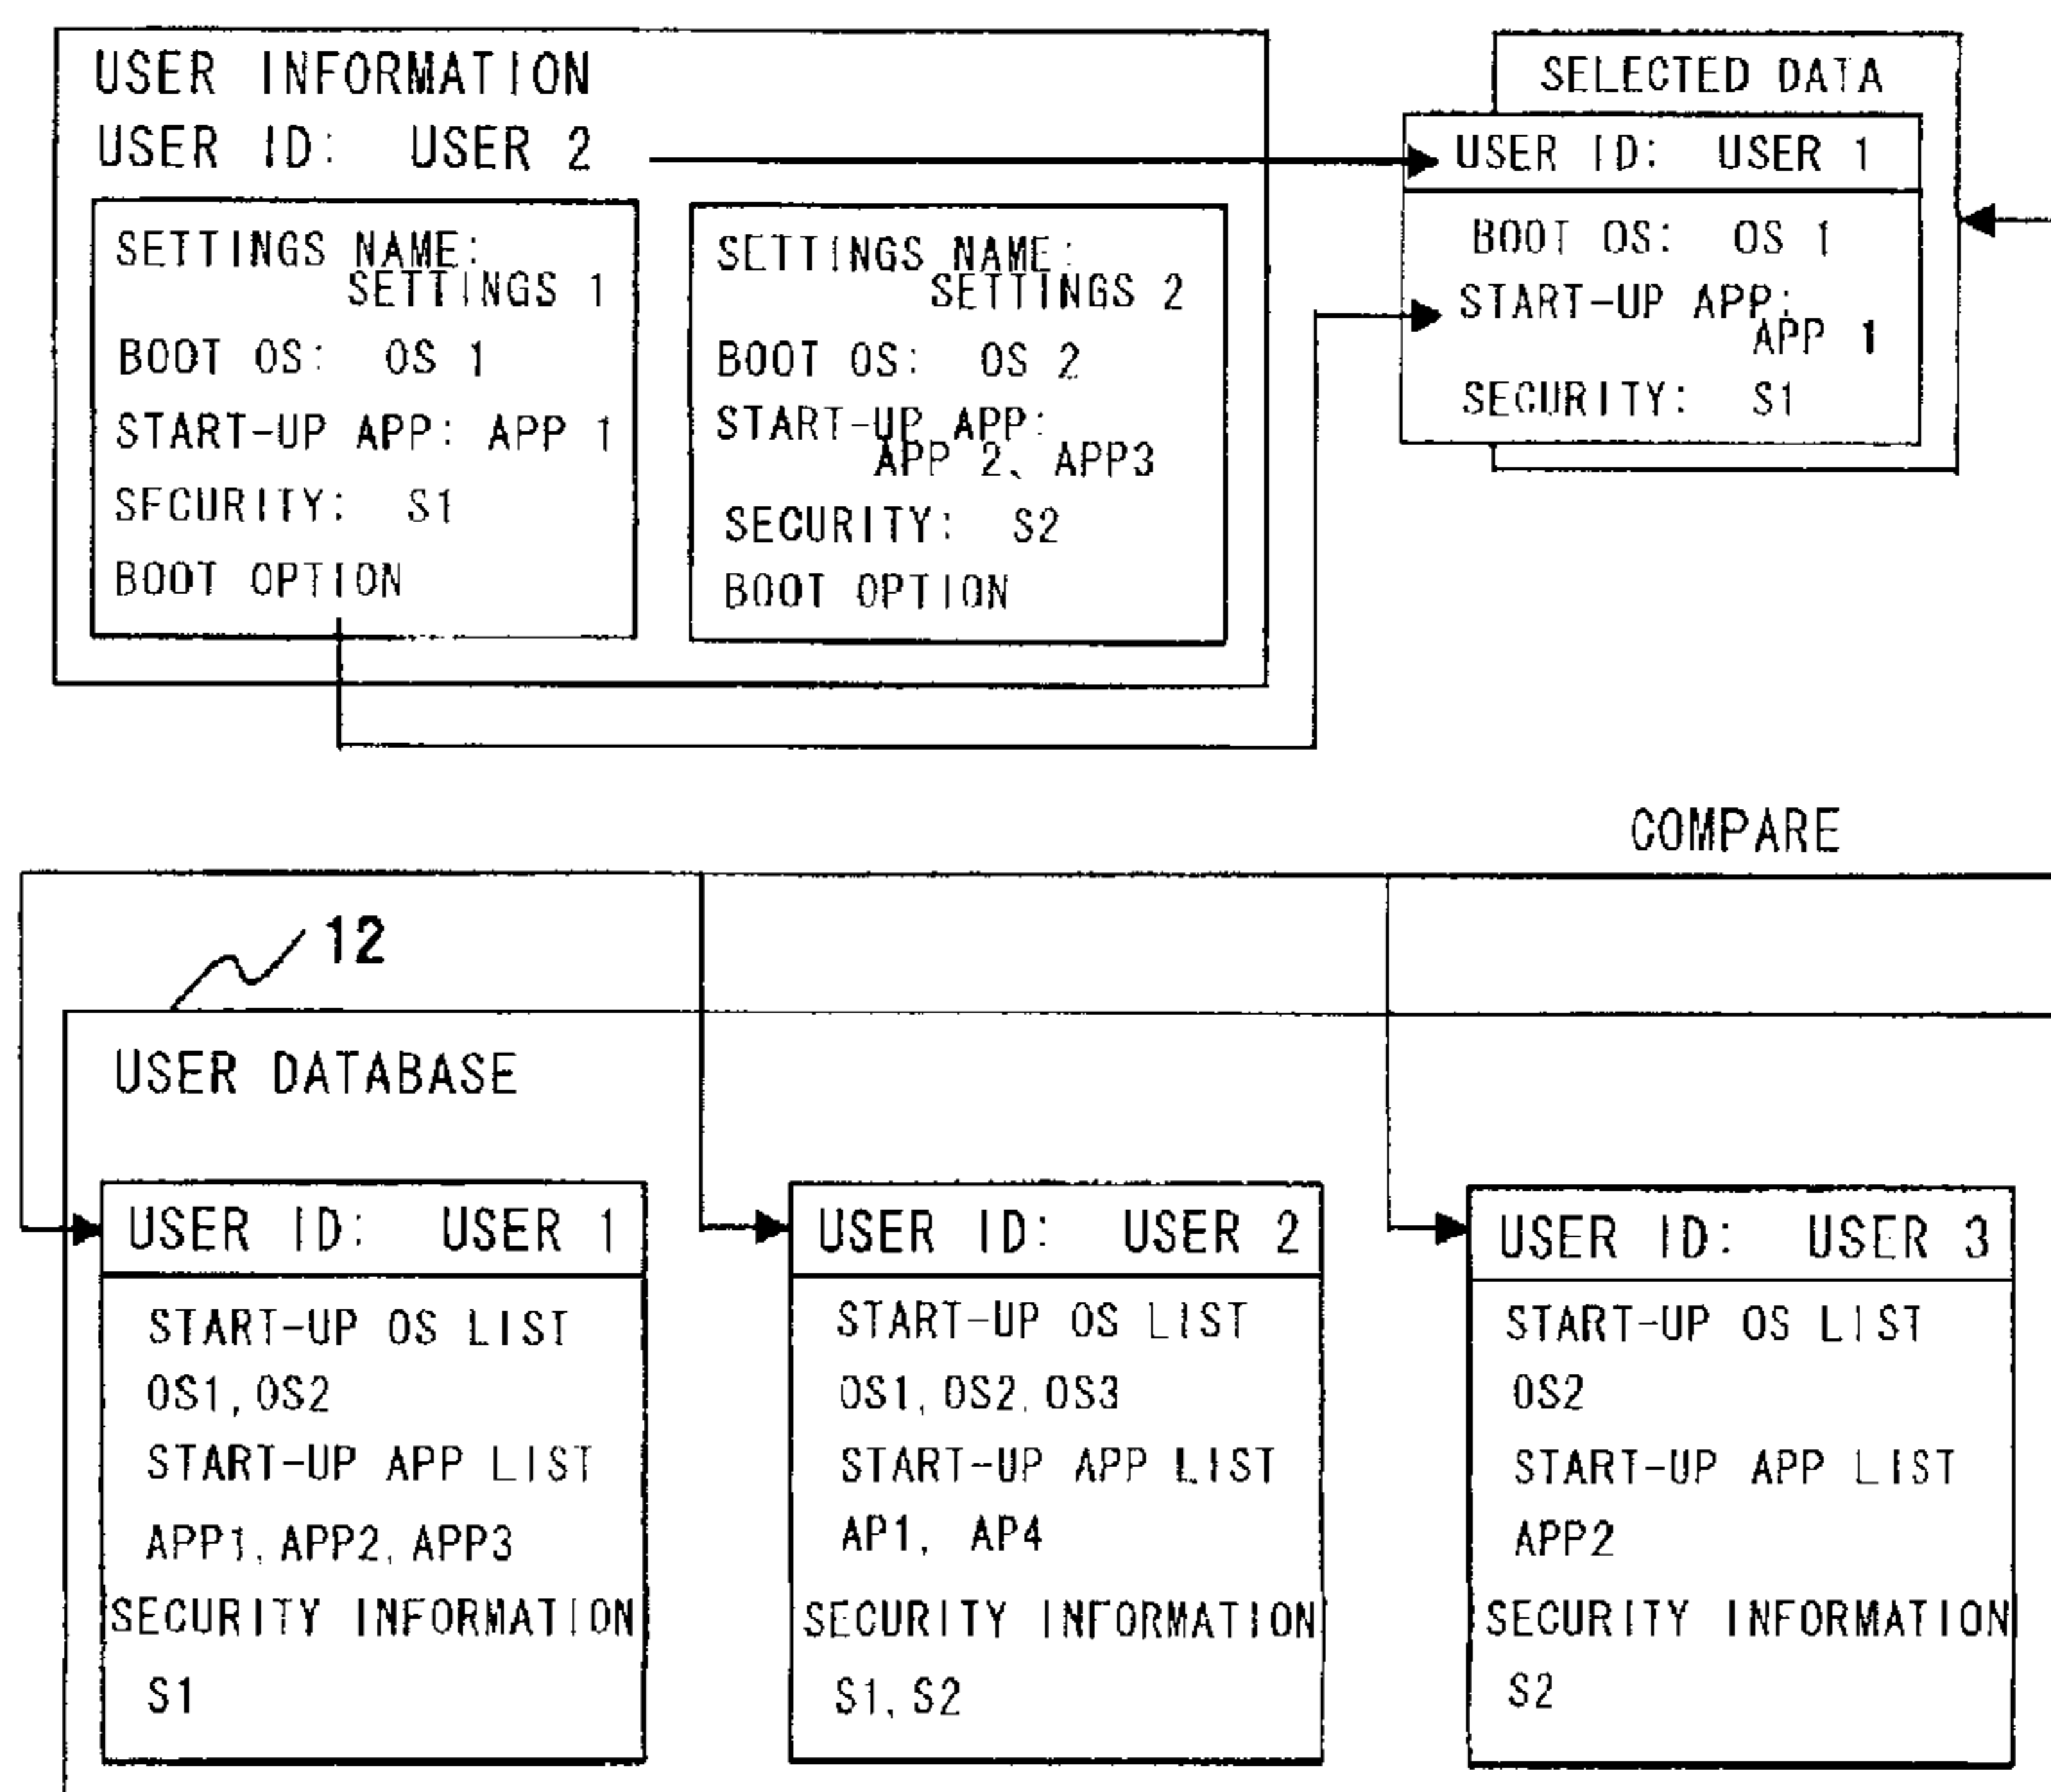 USER INFORMATION
USER ID: USER 2
SETTINGS NAME:
SETTINGS 1
BOOT OS: OS 1
START-UP APP: APP 1
SECURITY: S1
BOOT OPTION
SETTINGS NAME:
SETTINGS 2
BOOT OS: OS 2
START-UP APP:
APP 2、APP3
SECURITY: S2
BOOT OPTION
SELECTED DATA
USER ID: USER 1
BOOT OS: OS 1
START-UP APP:
APP 1
SECURITY: S1
COMPARE
12
USER DATABASE
USER ID: USER 1
START-UP OS LIST
OS1,OS2
START-UP APP LIST
APP1,APP2,APP3
SECURITY INFORMATION
S1
USER ID: USER 2
START-UP OS LIST
OS1,OS2,OS3
START-UP APP LIST
AP1, AP4
SECURITY INFORMATION
S1,S2
USER ID: USER 3
START-UP OS LIST
OS2
START-UP APP LIST
APP2
SECURITY INFORMATION
S2